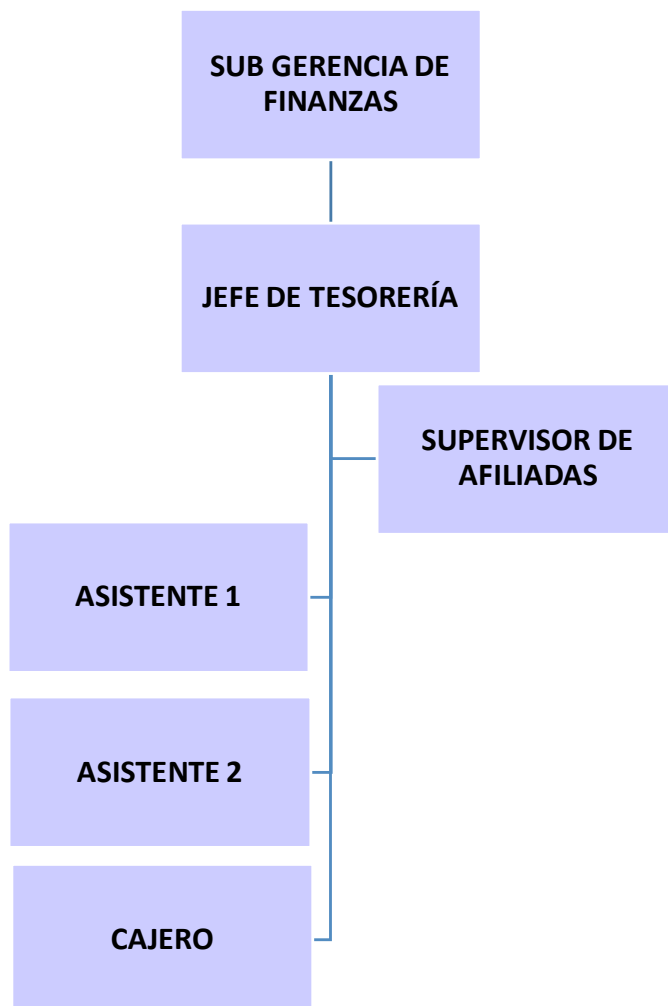 SUB GERENCIA DE
FINANZAS
JEFE DE TESORERÍA
SUPERVISOR DE
AFILIADAS
ASISTENTE 1
ASISTENTE 2
CAJERO